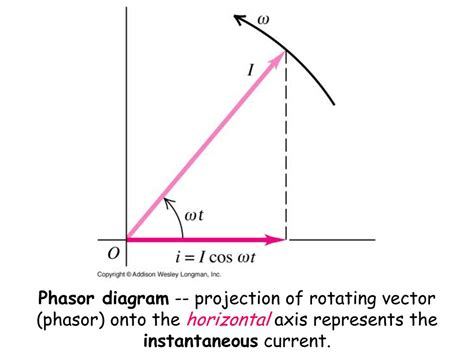 ω
I
ωt
O
i = I cos ωt
Copyright © Addison Wesley Longman, Inc.
Phasor diagram -- projection of rotating vector
(phasor) onto the horizontal axis represents the
instantaneous current.